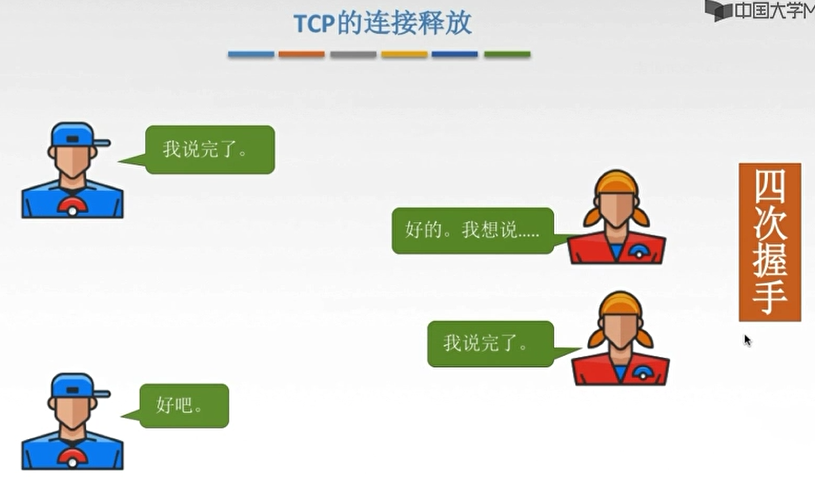 TCP的连接释放
中国大学M
我说完了。
好的。我想说.....
我说完了。
好吧。
四次握手